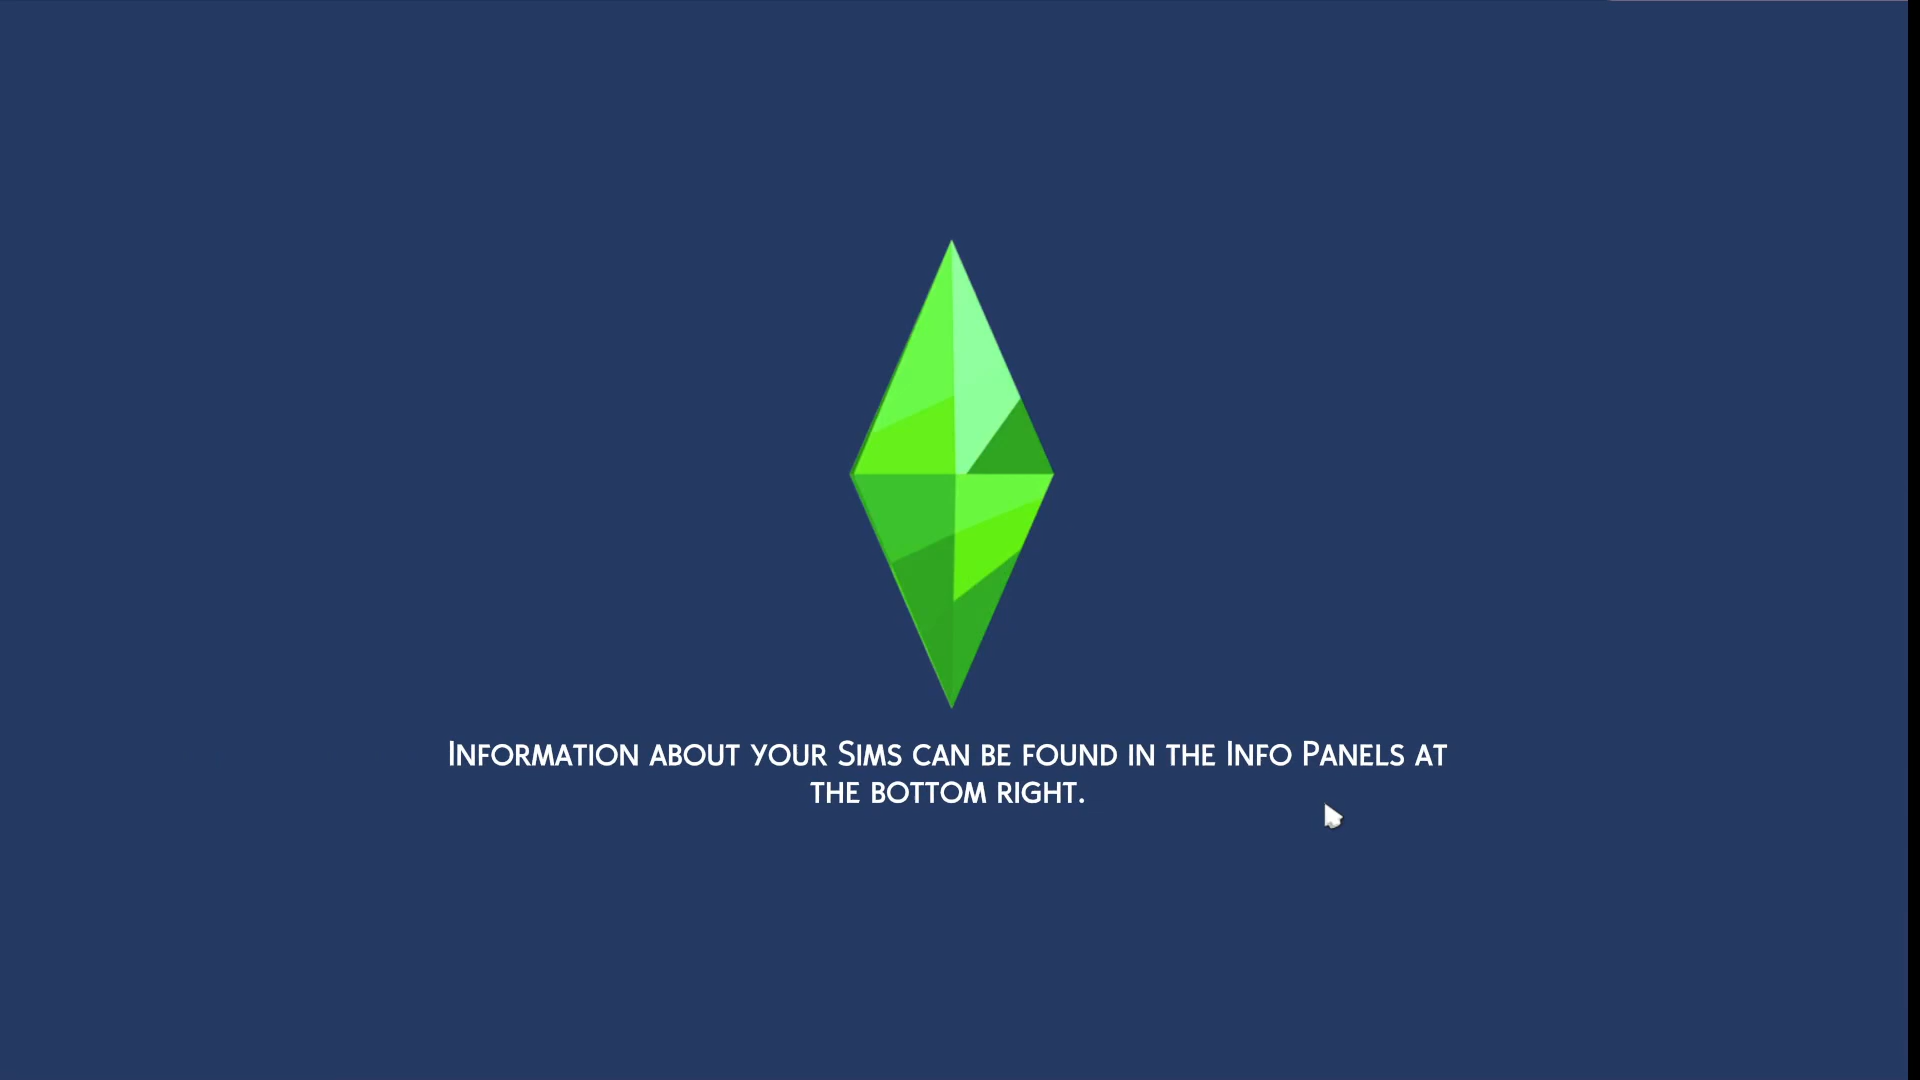 Information about your Sims can be found in the Info Panels at
the bottom right.